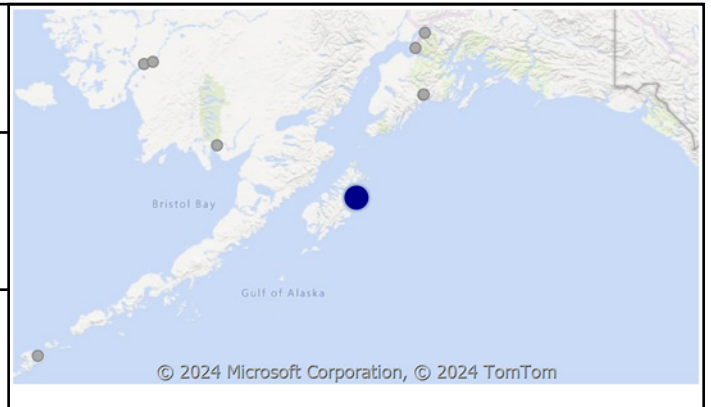 Bristol Bay
Gulf of Alaska
© 2024 Microsoft Corporation, © 2024 TomTom